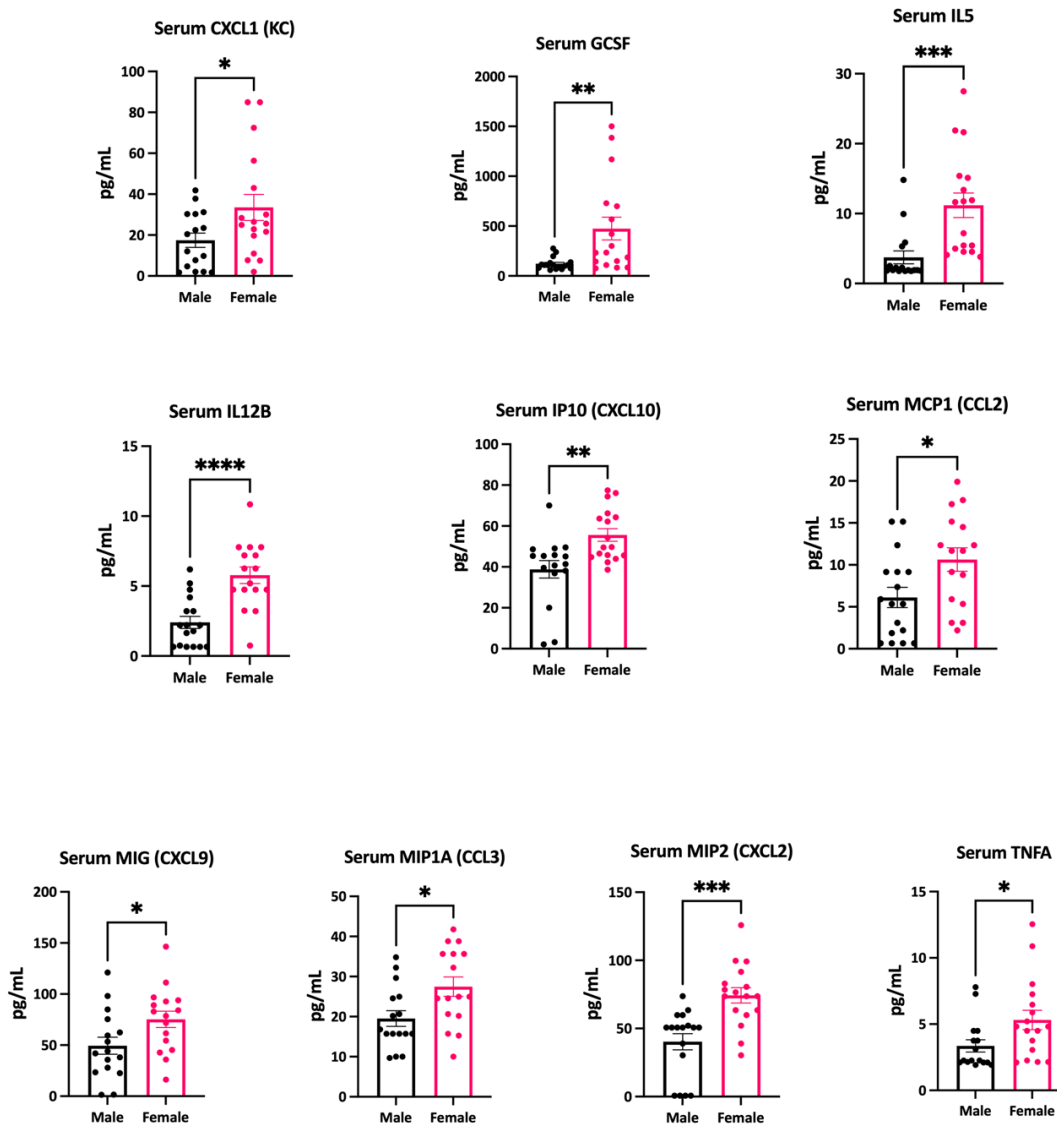 Serum CXCL1 (KC)
*
100
80
60
40
20
0
pg/mL
Male Female
Serum GCSF
**
2000
1500
1000
500
0
pg/mL
Male Female
Serum IL5
***
30
20
10
0
pg/mL
Male Female
Serum IL12B
****
15
10
5
0
pg/mL
Male Female
Serum IP10 (CXCL10)
**
100
80
60
40
20
0
pg/mL
Male Female
Serum MCP1 (CCL2)
*
25
20
15
10
5
0
pg/mL
Male Female
Serum MIG (CXCL9)
*
200
150
100
50
0
pg/mL
Male Female
Serum MIP1A (CCL3)
*
50
40
30
20
10
0
pg/mL
Male Female
Serum MIP2 (CXCL2)
***
150
100
50
0
pg/mL
Male Female
Serum TNFA
*
15
10
5
0
pg/mL
Male Female